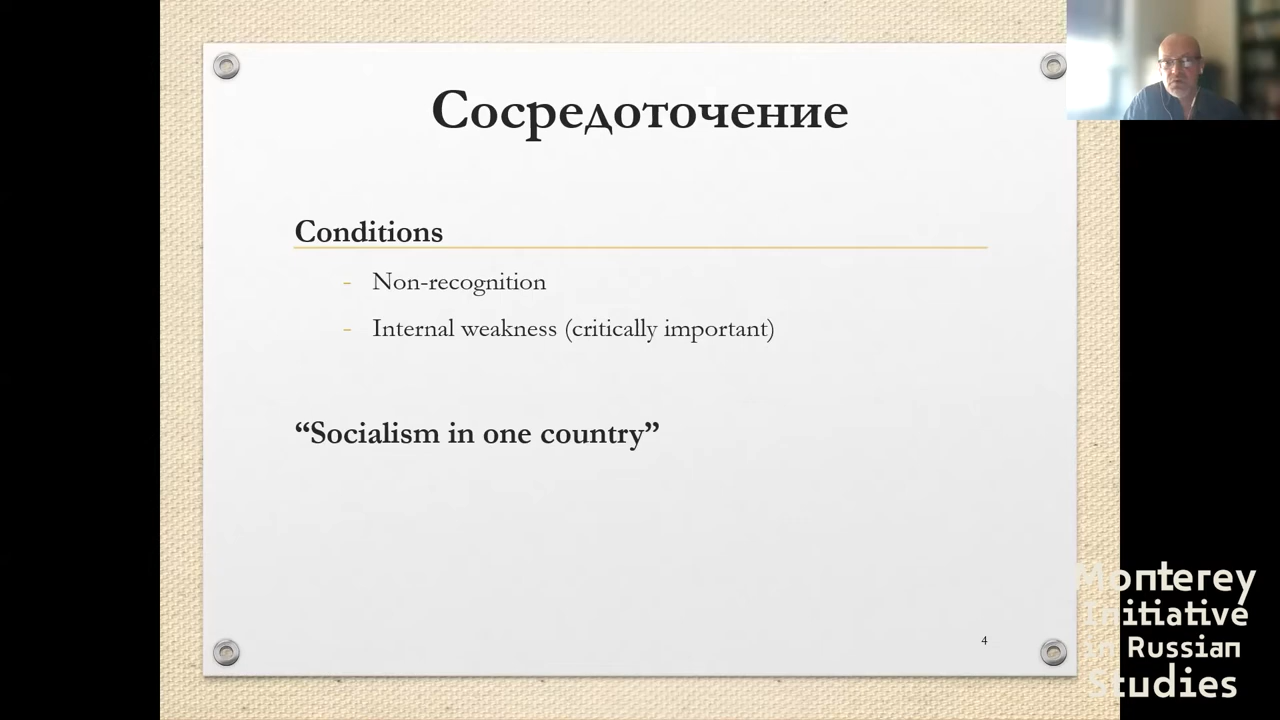 Сосредоточение
Conditions
- Non-recognition
- Internal weakness (critically important)
“Socialism in one country”
4
Monterey
Initiative
in Russian
Studies